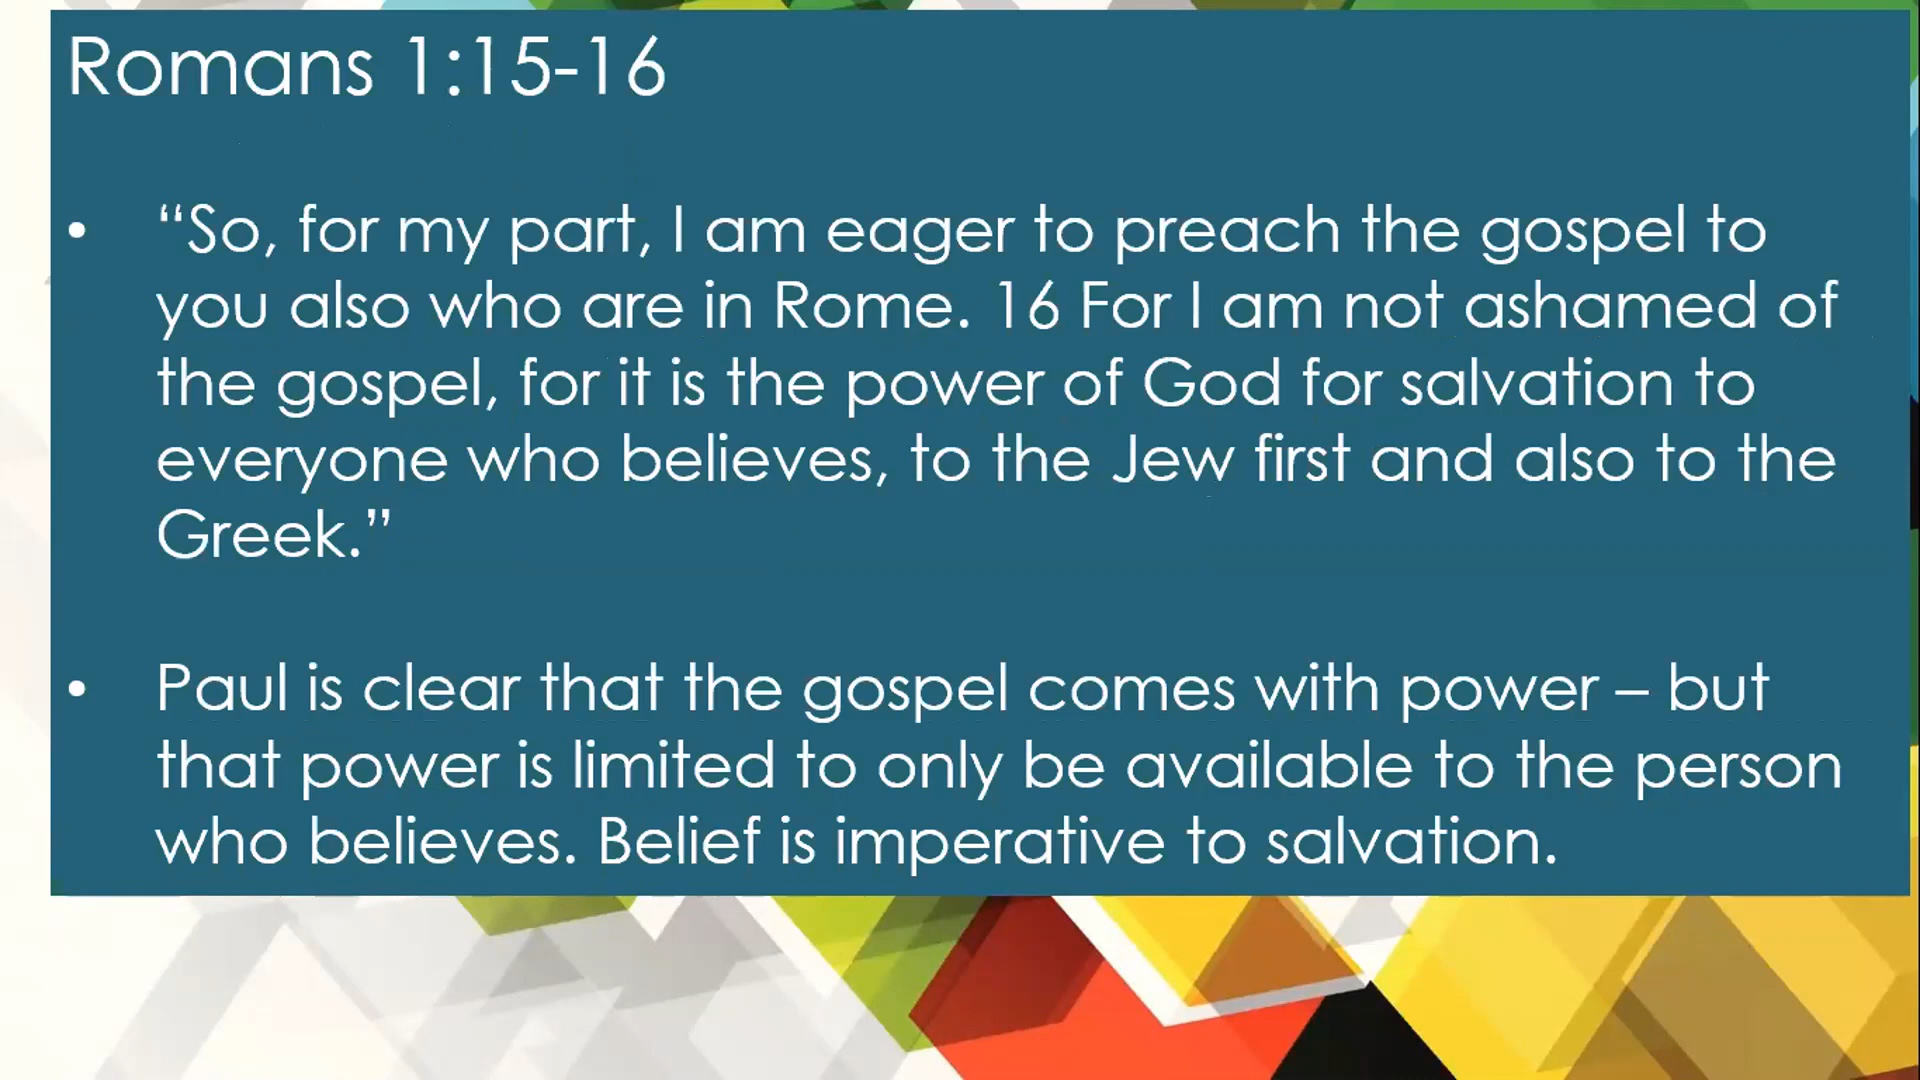 Romans 1:15-16
• “So, for my part, I am eager to preach the gospel to
you also who are in Rome. 16 For I am not ashamed of
the gospel, for it is the power of God for salvation to
everyone who believes, to the Jew first and also to the
Greek.”
• Paul is clear that the gospel comes with power – but
that power is limited to only be available to the person
who believes. Belief is imperative to salvation.